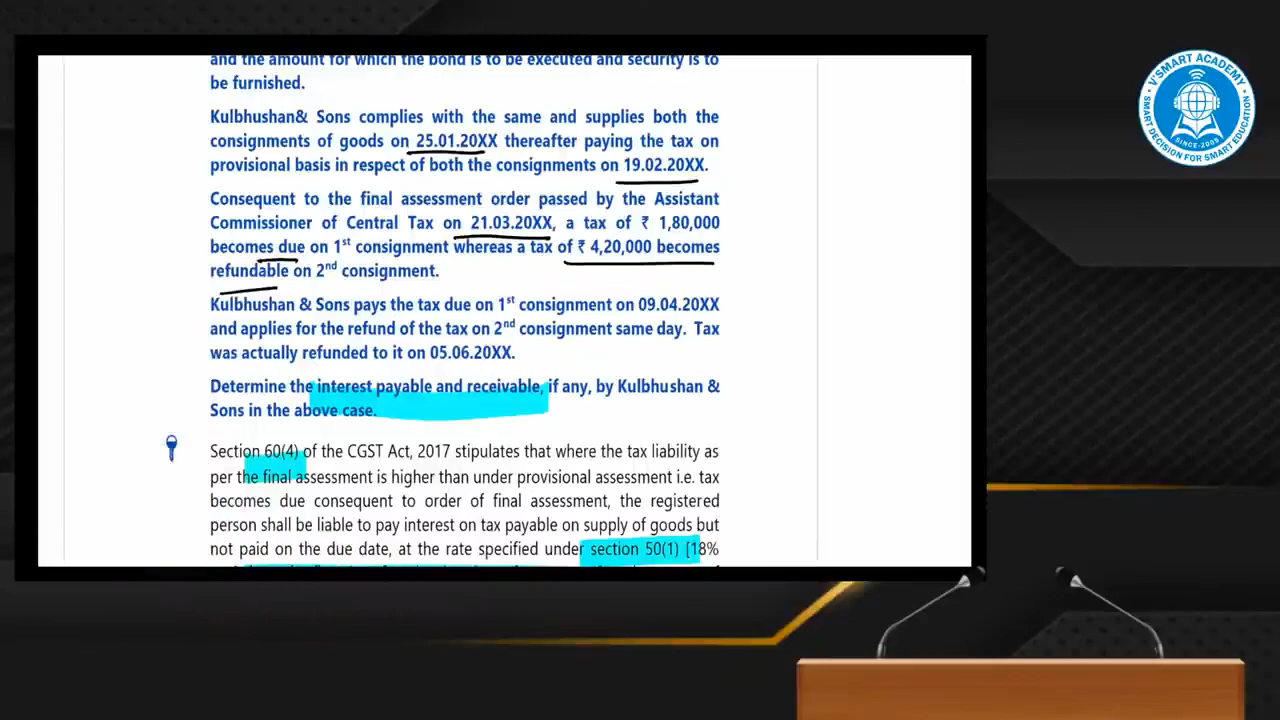 and the amount for which the bond is to be executed and security is to
be furnished.
Kulbhushan& Sons complies with the same and supplies both the
consignments of goods on 25.01.20XX thereafter paying the tax on
provisional basis in respect of both the consignments on 19.02.20XX.
Consequent to the final assessment order passed by the Assistant
Commissioner of Central Tax on 21.03.20XX, a tax of ₹ 1,80,000
becomes due on 1st consignment whereas a tax of ₹ 4,20,000 becomes
refundable on 2nd consignment.
Kulbhushan & Sons pays the tax due on 1st consignment on 09.04.20XX
and applies for the refund of the tax on 2nd consignment same day. Tax
was actually refunded to it on 05.06.20XX.
Determine the interest payable and receivable, if any, by Kulbhushan &
Sons in the above case.
Section 60(4) of the CGST Act, 2017 stipulates that where the tax liability as
per the final assessment is higher than under provisional assessment i.e. tax
becomes due consequent to order of final assessment, the registered
person shall be liable to pay interest on tax payable on supply of goods but
not paid on the due date, at the rate specified under section 50(1) [18%
V'SMART ACADEMY
SINCE-2009
SMART DECISION FOR SMART EDUCATION